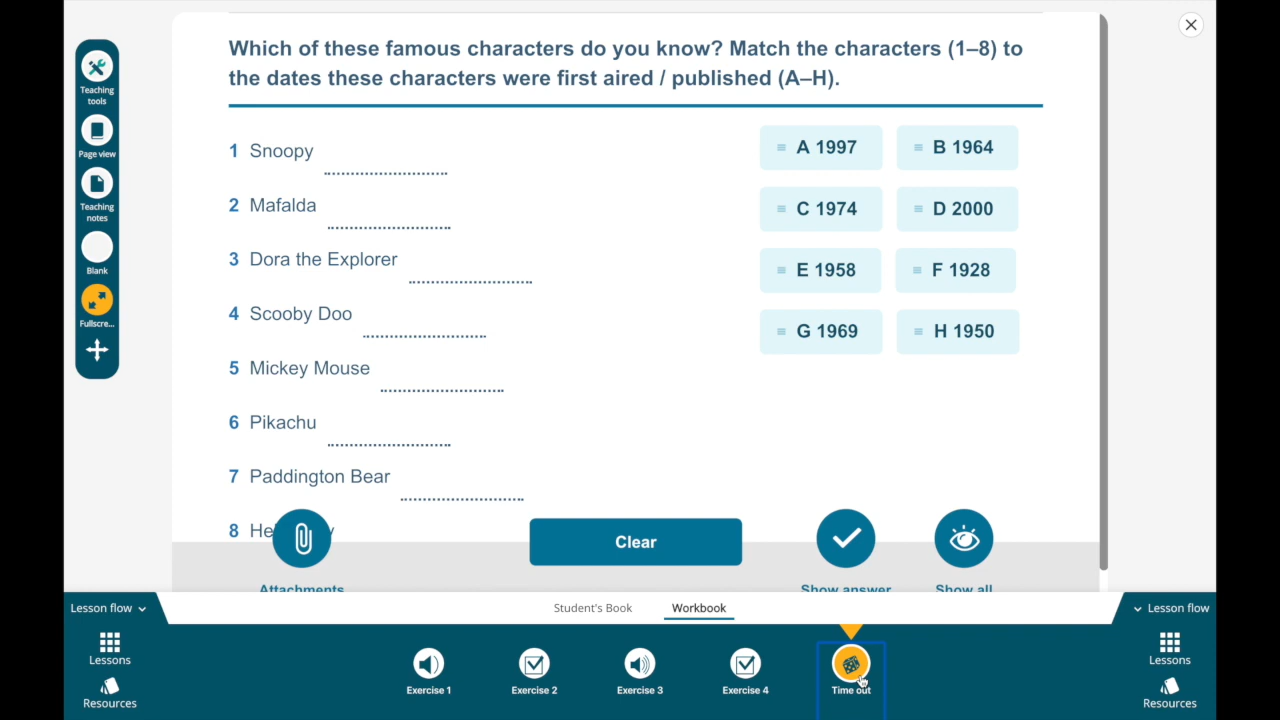 Which of these famous characters do you know? Match the characters (1–8) to
the dates these characters were first aired / published (A–H).
1 Snoopy
2 Mafalda
3 Dora the Explorer
4 Scooby Doo
5 Mickey Mouse
6 Pikachu
7 Paddington Bear
8 He
A 1997
B 1964
C 1974
D 2000
E 1958
F 1928
G 1969
H 1950
Teaching
tools
Page view
Teaching
notes
Blank
Fullscre...
Attachments
Clear
Show answer
Show all
Lesson flow
Student's Book
Workbook
Lesson flow
Lessons
Resources
Exercise 1
Exercise 2
Exercise 3
Exercise 4
Time out
Lessons
Resources